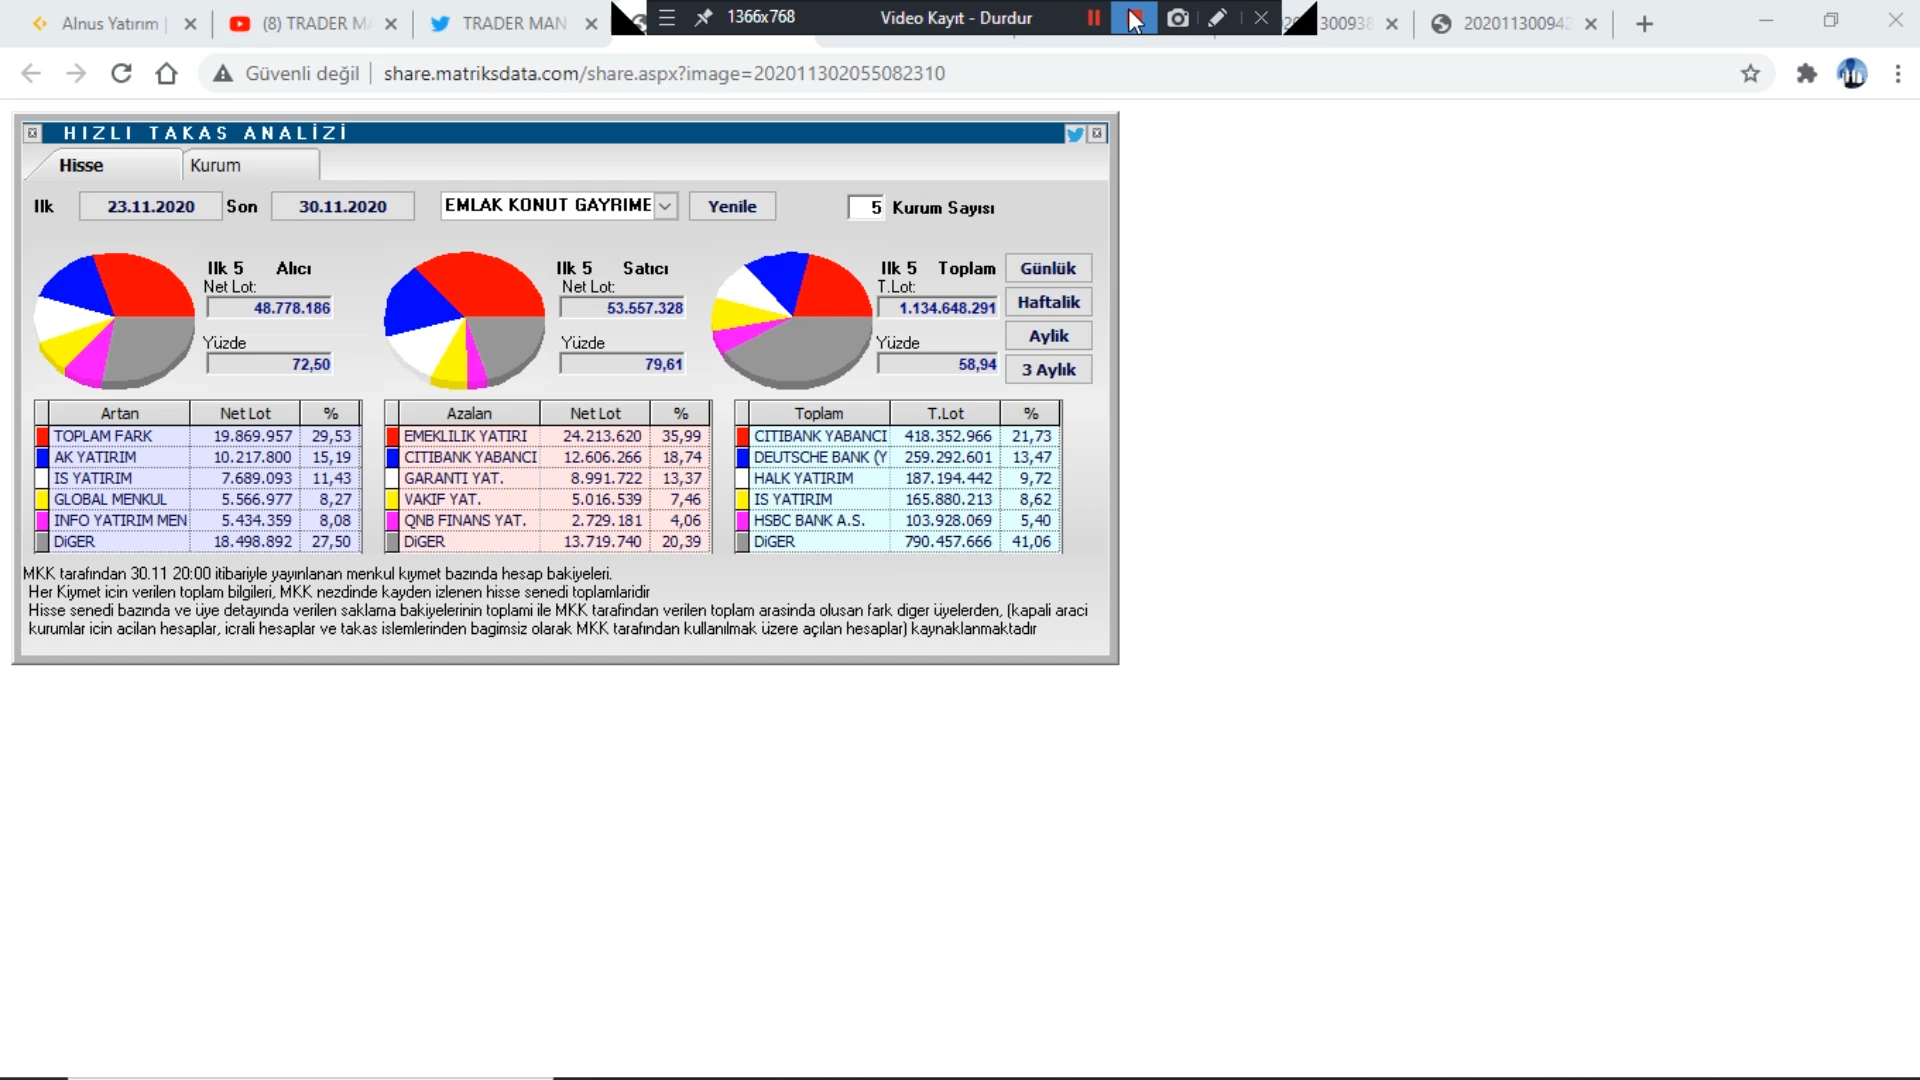 Alnus Yatırım
(8) TRADER MA
TRADER MAN
1366x768
Video Kayıt - Durdur
300938
202011300942
Güvenli değil
share.matriksdata.com/share.aspx?image=202011302055082310
HIZLI TAKAS ANALİZİ
Hisse
Kurum
Ilk 23.11.2020 Son 30.11.2020 EMLAK KONUT GAYRIME Yenile 5 Kurum Sayısı
Ilk 5 Alıcı
Net Lot:
48.778.186
Yüzde
72,50
Ilk 5 Satıcı
Net Lot:
53.557.328
Yüzde
79,61
Ilk 5 Toplam
T.Lot:
1.134.648.291
Yüzde
58,94
Günlük
Haftalik
Aylik
3 Aylık
Artan Net Lot %
TOPLAM FARK 19.869.957 29,53
AK YATIRIM 10.217.800 15,19
IS YATIRIM 7.689.093 11,43
GLOBAL MENKUL 5.566.977 8,27
INFO YATIRIM MEN 5.434.359 8,08
DiGER 18.498.892 27,50
Azalan Net Lot %
EMEKLILIK YATIRI 24.213.620 35,99
CITIBANK YABANCI 12.606.266 18,74
GARANTI YAT. 8.991.722 13,37
VAKIF YAT. 5.016.539 7,46
QNB FINANS YAT. 2.729.181 4,06
DiGER 13.719.740 20,39
Toplam T.Lot %
CITIBANK YABANCI 418.352.966 21,73
DEUTSCHE BANK (Y 259.292.601 13,47
HALK YATIRIM 187.194.442 9,72
IS YATIRIM 165.880.213 8,62
HSBC BANK A.S. 103.928.069 5,40
DiGER 790.457.666 41,06
MKK tarafından 30.11 20:00 itibariyle yayınlanan menkul kıymet bazında hesap bakiyeleri.
Her Kiymet icin verilen toplam bilgileri, MKK nezdinde kayden izlenen hisse senedi toplamlaridir
Hisse senedi bazında ve üye detayında verilen saklama bakiyelerinin toplami ile MKK tarafindan verilen toplam arasinda olusan fark diger üyelerden, (kapali araci
kurumlar icin acilan hesaplar, icrali hesaplar ve takas islemlerinden bagimsiz olarak MKK tarafından kullanılmak üzere açılan hesaplar) kaynaklanmaktadır